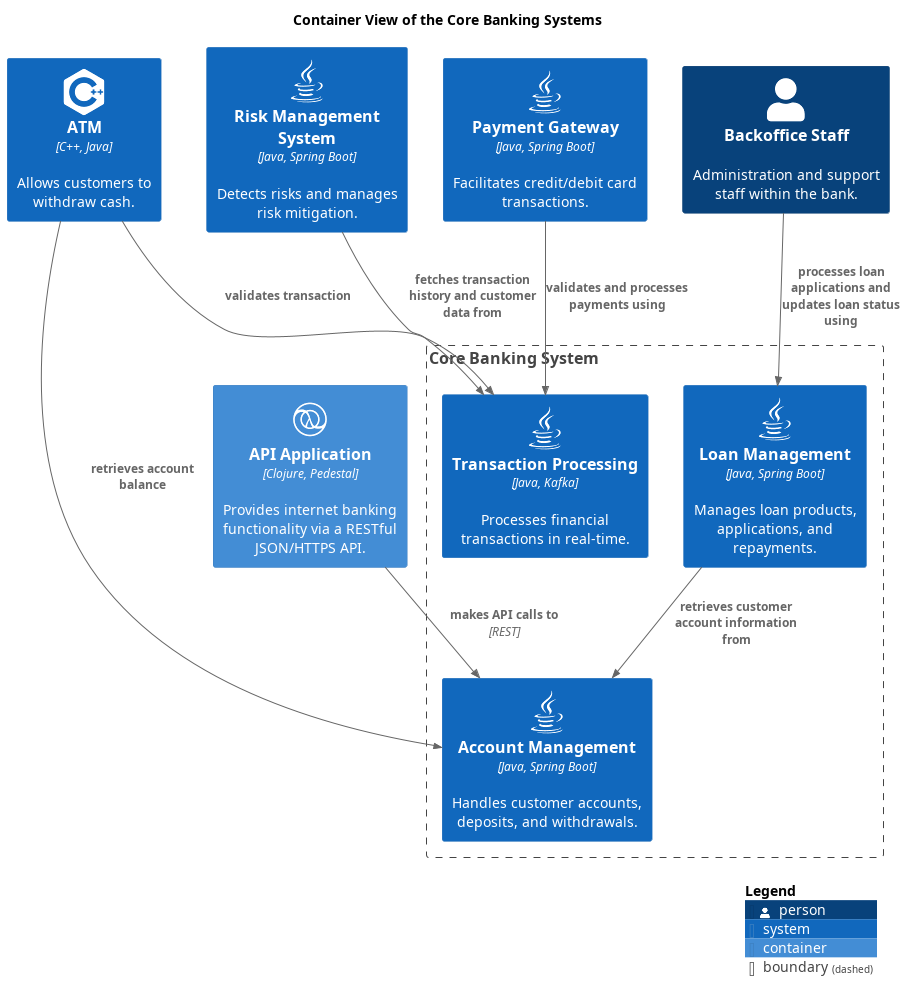 Container View of the Core Banking Systems
ATM
[C++, Java]
Allows customers to
withdraw cash.
Risk Management
System
[Java, Spring Boot]
Detects risks and manages
risk mitigation.
Payment Gateway
[Java, Spring Boot]
Facilitates credit/debit card
transactions.
Backoffice Staff
Administration and support
staff within the bank.
validates transaction
fetches transaction
history and customer
data from
validates and processes
payments using
processes loan
applications and
updates loan status
using
Core Banking System
API Application
[Clojure, Pedestal]
Provides internet banking
functionality via a RESTful
JSON/HTTPS API.
Transaction Processing
[Java, Kafka]
Processes financial
transactions in real-time.
Loan Management
[Java, Spring Boot]
Manages loan products,
applications, and
repayments.
retrieves account
balance
makes API calls to
[REST]
retrieves customer
account information
from
Account Management
[Java, Spring Boot]
Handles customer accounts,
deposits, and withdrawals.
Legend
person
system
container
boundary (dashed)